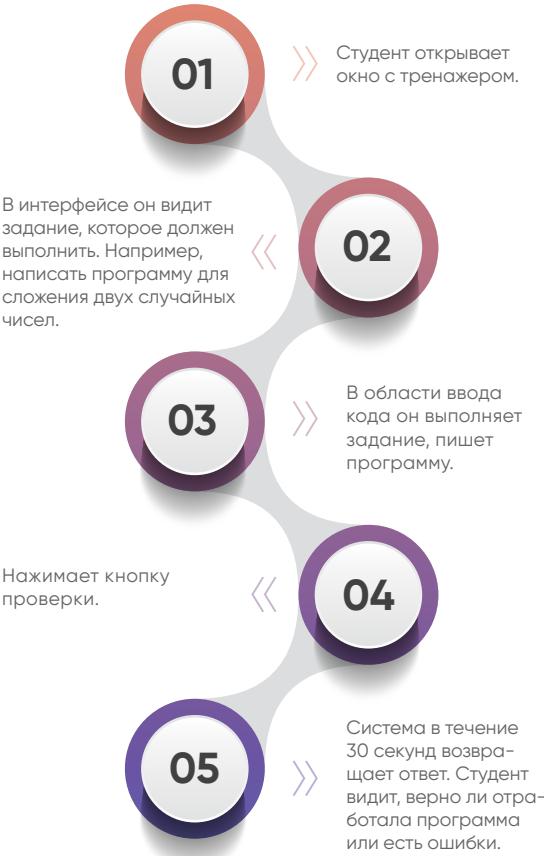 01
Студент открывает
окно с тренажером.
В интерфейсе он видит
задание, которое должен
выполнить. Например,
написать программу для
сложения двух случайных
чисел.
02
03
В области ввода
кода он выполняет
задание, пишет
программу.
Нажимает кнопку
проверки.
04
05
Система в течение
30 секунд возвра-
щает ответ. Студент
видит, верно ли отра-
ботала программа
или есть ошибки.